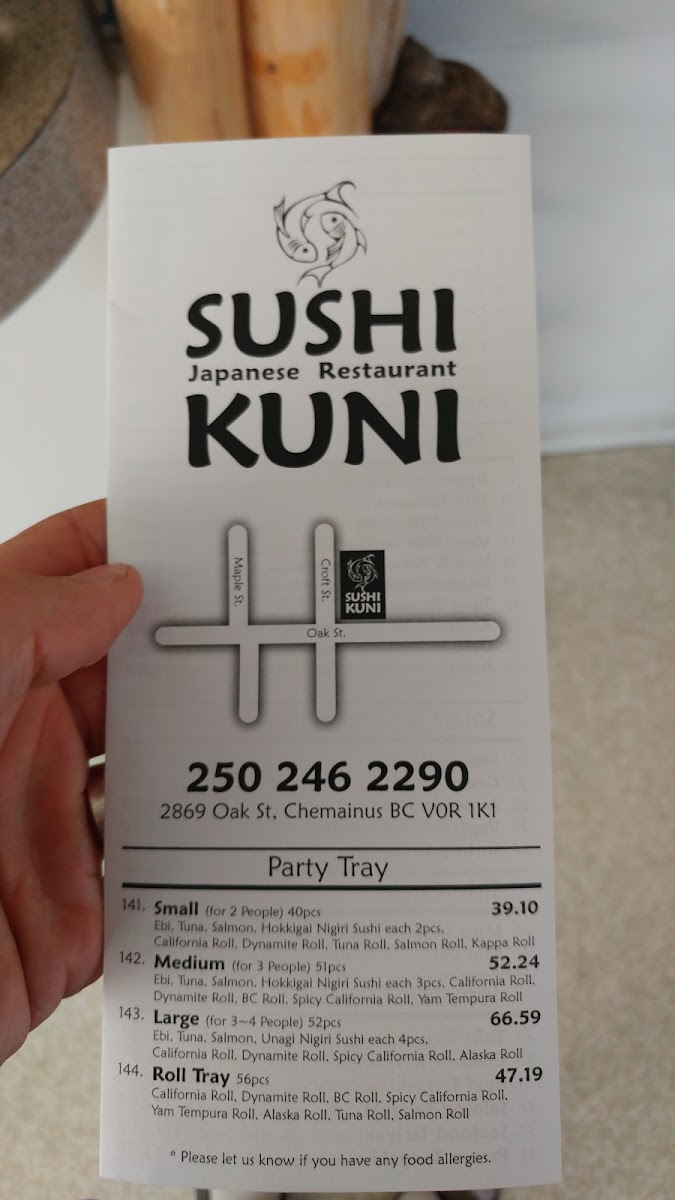 SUSHI
Japanese Restaurant
KUNI
Maple St.
Croft St.
SUSHI
KUNI
Oak St.
250 246 2290
2869 Oak St, Chemainus BC V0R 1K1
Party Tray
141. Small (for 2 People) 40pcs 39.10
Ebi, Tuna, Salmon, Hokkigai Nigiri Sushi each 2pcs,
California Roll, Dynamite Roll, Tuna Roll, Salmon Roll, Kappa Roll
142. Medium (for 3 People) 51pcs 52.24
Ebi, Tuna, Salmon, Hokkigai Nigiri Sushi each 3pcs, California Roll,
Dynamite Roll, BC Roll, Spicy California Roll, Yam Tempura Roll
143. Large (for 3~4 People) 52pcs 66.59
Ebi, Tuna, Salmon, Unagi Nigiri Sushi each 4pcs,
California Roll, Dynamite Roll, Spicy California Roll, Alaska Roll
144. Roll Tray 56pcs 47.19
California Roll, Dynamite Roll, BC Roll, Spicy California Roll,
Yam Tempura Roll, Alaska Roll, Tuna Roll, Salmon Roll
* Please let us know if you have any food allergies.